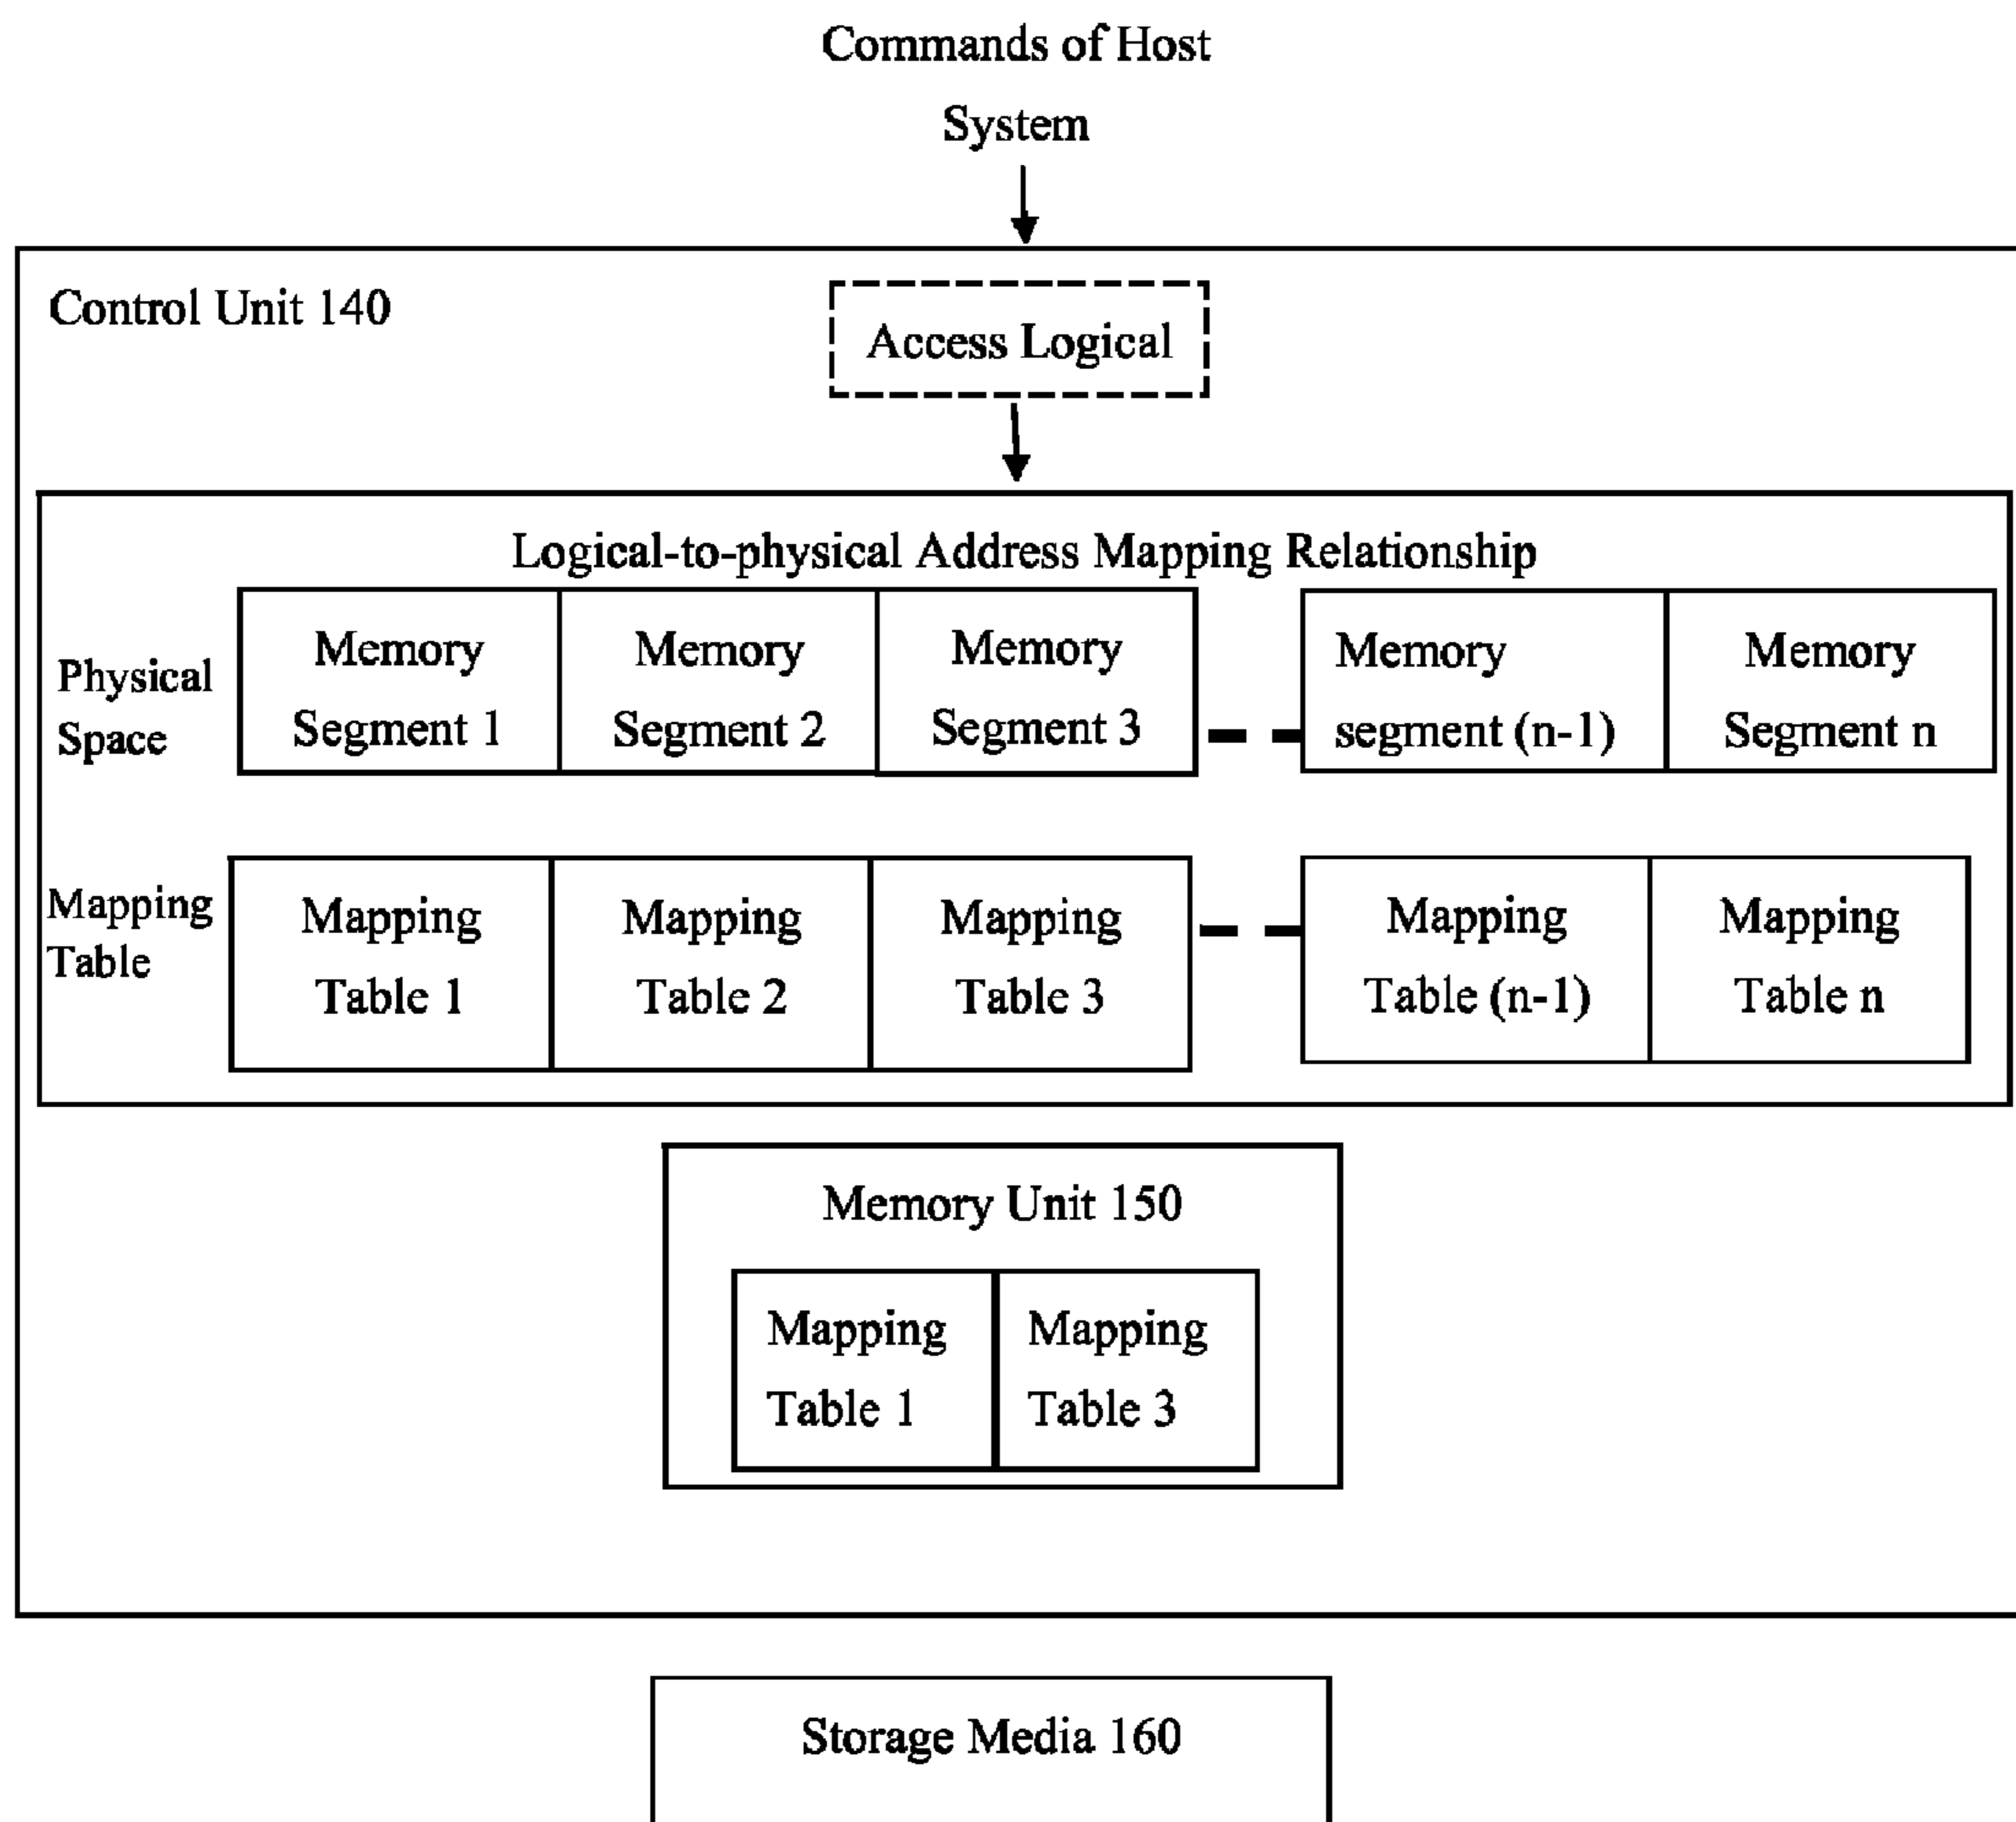 Commands of Host
System
Control Unit 140
Access Logical
Logical-to-physical Address Mapping Relationship
Physical
Space
Memory
Segment 1
Memory
Segment 2
Memory
Segment 3
Memory
segment (n-1)
Memory
Segment n
Mapping
Table
Mapping
Table 1
Mapping
Table 2
Mapping
Table 3
Mapping
Table (n-1)
Mapping
Table n
Memory Unit 150
Mapping
Table 1
Mapping
Table 3
Storage Media 160